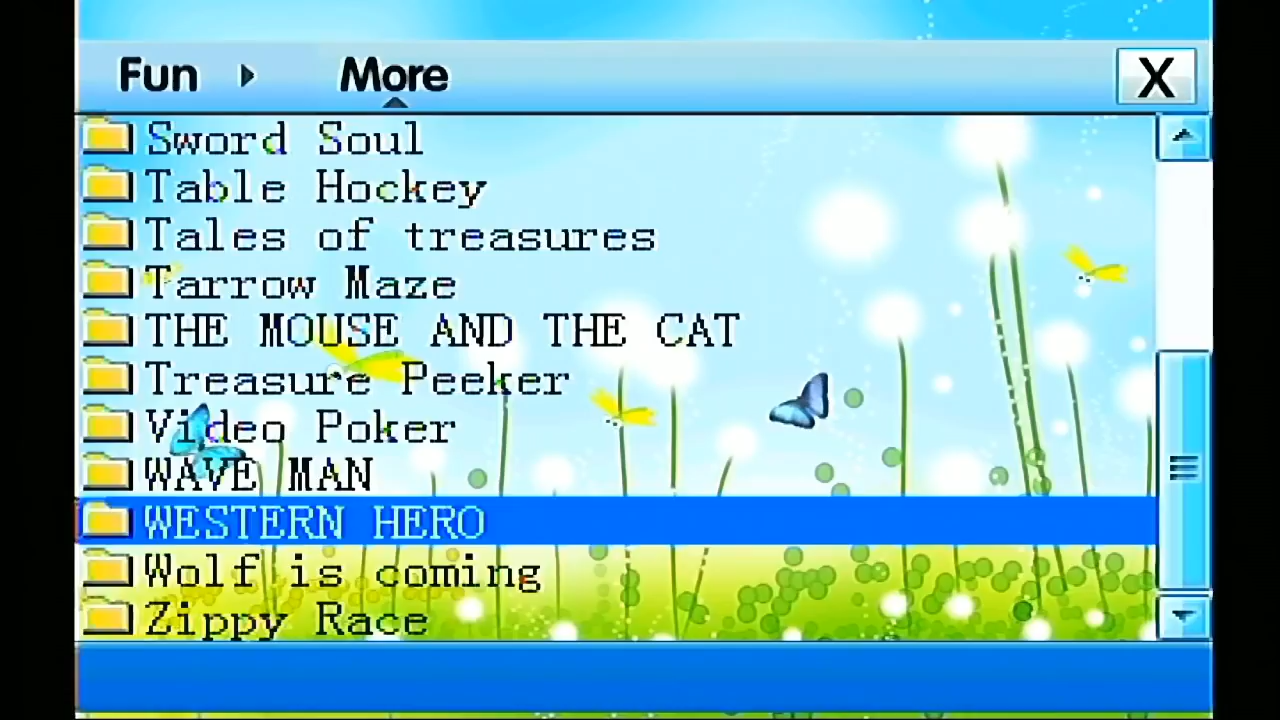 Fun More X
Sword Soul
Table Hockey
Tales of treasures
Tarrow Maze
THE MOUSE AND THE CAT
Treasure Peeker
Video Poker
WAVE MAN
WESTERN HERO
Wolf is coming
Zippy Race